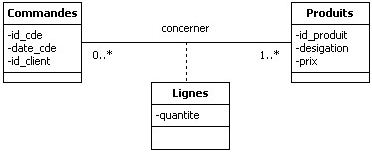 Commandes
-id_cde
-date_cde
-id_client
concerner
0..*
1..*
Produits
-id_produit
-desigation
-prix
Lignes
-quantite